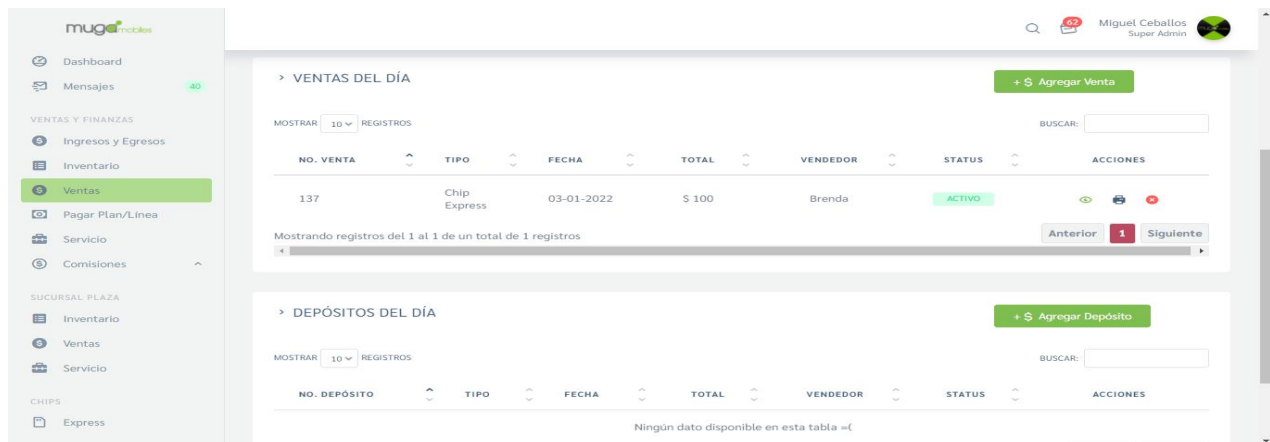 muga mobiles
62
Miguel Ceballos
Super Admin
Dashboard
Mensajes 40
VENTAS Y FINANZAS
Ingresos y Egresos
Inventario
Ventas
Pagar Plan/Línea
Servicio
Comisiones
SUCURSAL PLAZA
Inventario
Ventas
Servicio
CHIPS
Express
> VENTAS DEL DÍA
+ $ Agregar Venta
MOSTRAR 10 REGISTROS
BUSCAR:
NO. VENTA TIPO FECHA TOTAL VENDEDOR STATUS ACCIONES
137 Chip Express 03-01-2022 $ 100 Brenda ACTIVO
Mostrando registros del 1 al 1 de un total de 1 registros
Anterior 1 Siguiente
> DEPÓSITOS DEL DÍA
+ $ Agregar Depósito
MOSTRAR 10 REGISTROS
BUSCAR:
NO. DEPÓSITO TIPO FECHA TOTAL VENDEDOR STATUS ACCIONES
Ningún dato disponible en esta tabla =(